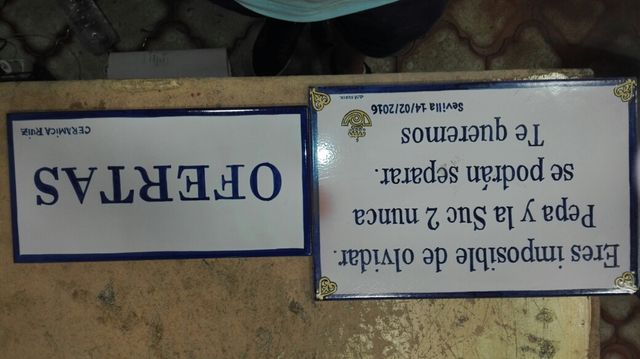 Eres imposible de olvidar.
Pepa y la Suc 2 nunca
se podrán separar.
Te queremos
Sevilla 14/02/2016
OFERTAS
CERAMICA RUIZ